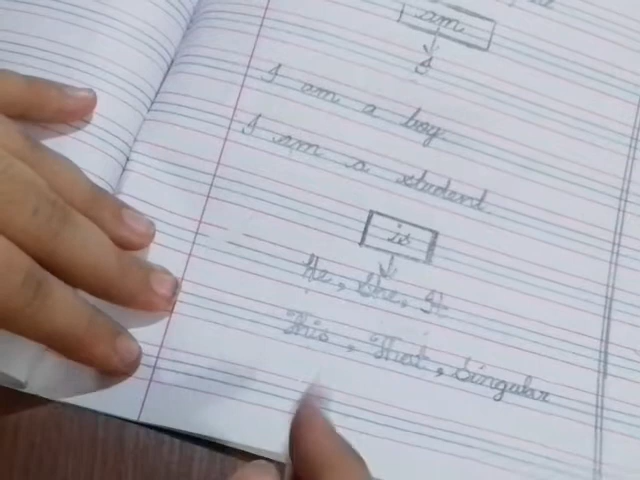 am
I
I am a boy
I am a student.
is
He, She, It
This, That, Singular